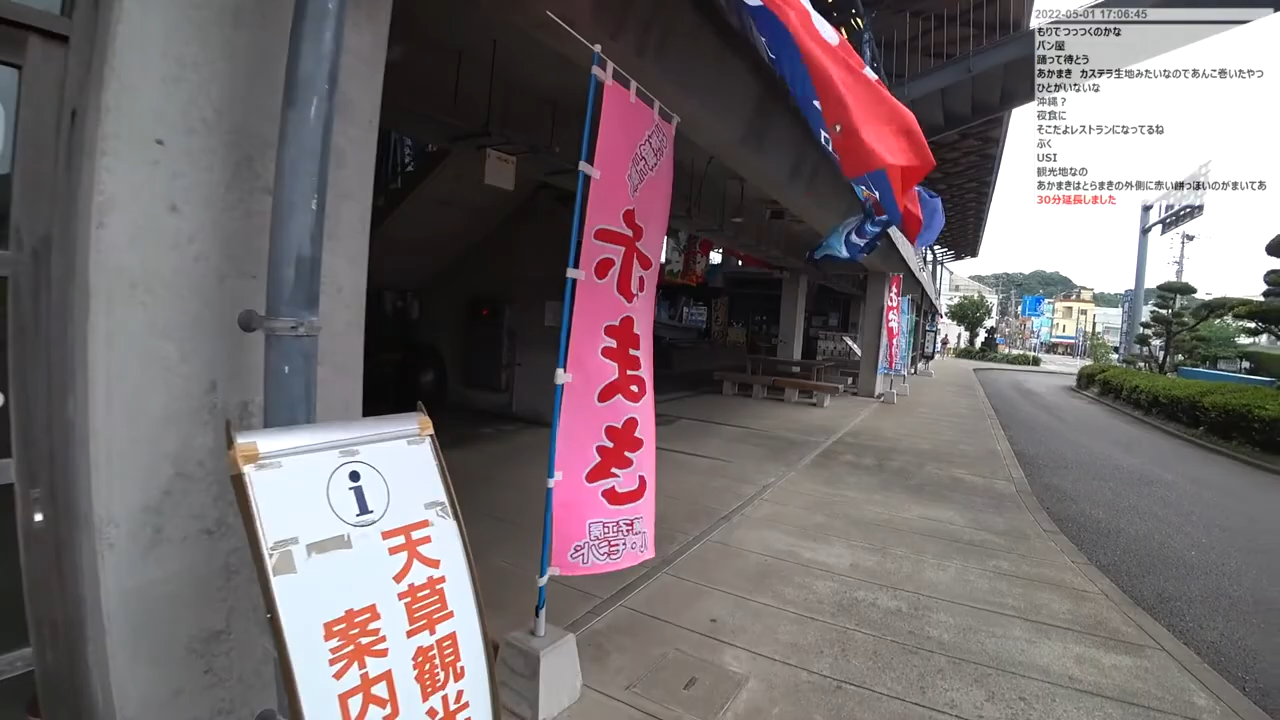 2022-05-01 17:06:45
もりでつっつくのかな
パン屋
踊って待とう
あかまき　カステラ生地みたいなのであんこ巻いたやつ
ひとがいないな
沖縄？
夜食に
そこだよレストランになってるね
ぶく
USI
観光地なの
あかまきはとらまきの外側に赤い餅っぽいのがまいてあ
30分延長しました
赤まき
菓子工房
i
天草観光
案内